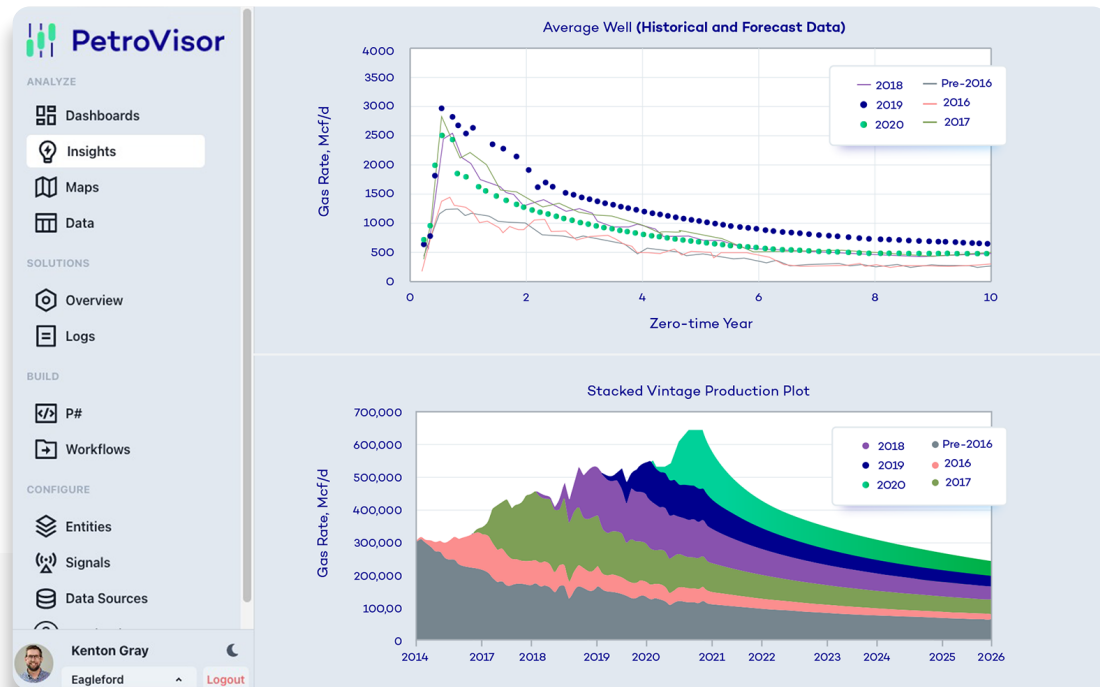 PetroVisor
ANALYZE
Dashboards
Insights
Maps
Data
SOLUTIONS
Overview
Logs
BUILD
P#
Workflows
CONFIGURE
Entities
Signals
Data Sources
Kenton Gray
Eagleford
Logout
Average Well (Historical and Forecast Data)
Gas Rate, Mcf/d
4000
3500
3000
2500
2000
1500
1000
500
0
0 2 4 6 8 10
Zero-time Year
2018 Pre-2016
2019 2016
2020 2017
Stacked Vintage Production Plot
Gas Rate, Mcf/d
700,000
600,000
500,000
400,000
300,000
200,000
100,00
0
2014 2017 2018 2019 2020 2021 2022 2023 2024 2025 2026
2018 Pre-2016
2019 2016
2020 2017